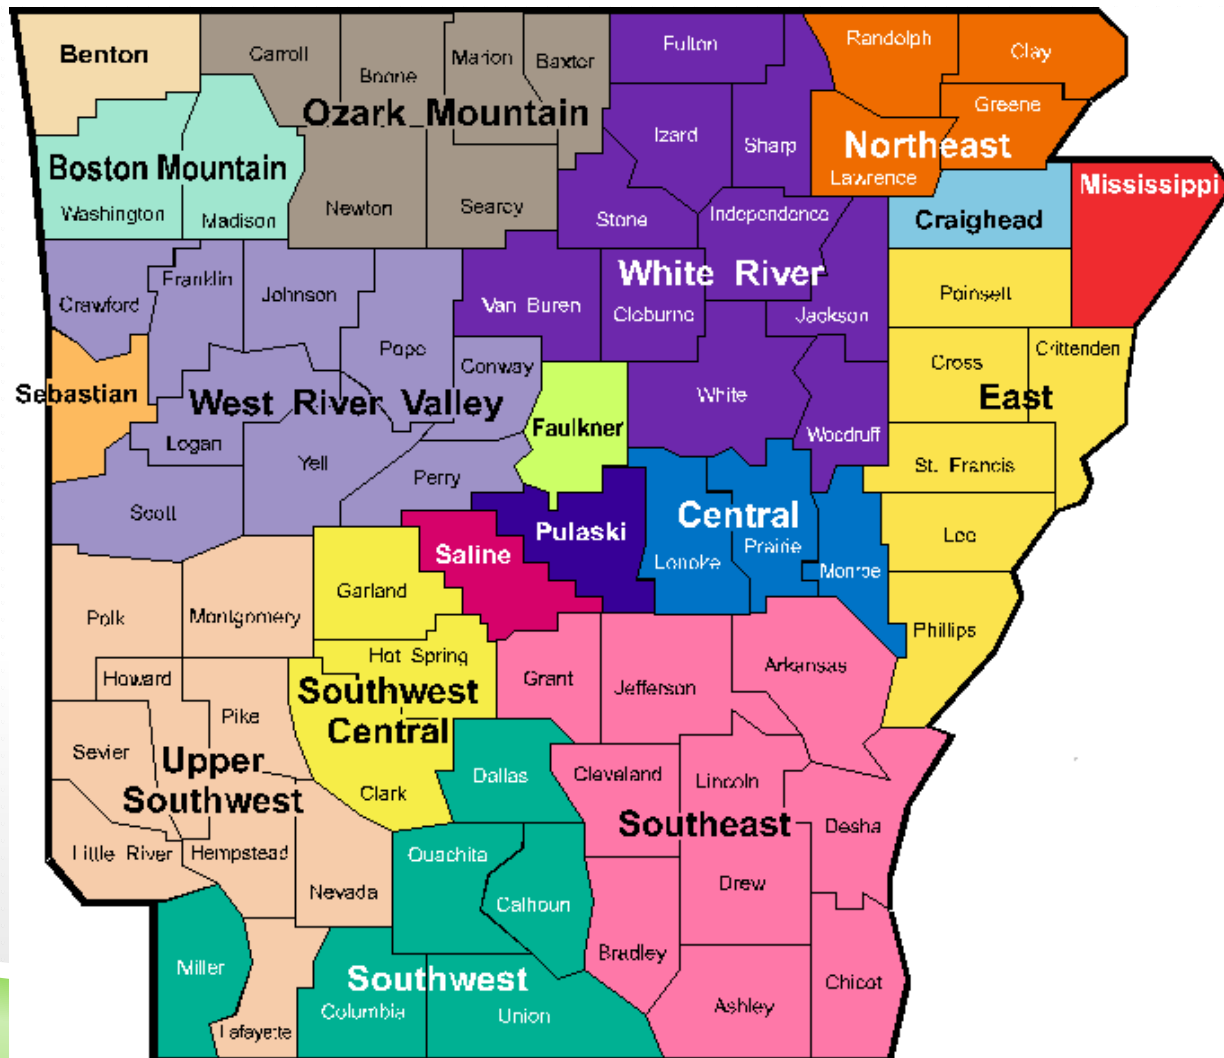 Benton
Carroll
Boone
Marion
Baxter
Fulton
Randolph
Clay
Greene
Ozark Mountain
Izard
Sharp
Northeast
Lawrence
Boston Mountain
Washington
Madison
Newton
Searcy
Stone
Independence
Craighead
Mississippi
Crawford
Franklin
Johnson
Pope
Van Buren
White River
Cleburne
Jackson
Poinsett
Conway
Cross
Crittenden
Sebastian
West River Valley
Faulkner
White
Woodruff
East
Logan
Yell
Perry
St. Francis
Scott
Saline
Pulaski
Central
Lonoke
Prairie
Monroe
Lee
Garland
Polk
Montgomery
Phillips
Hot Spring
Howard
Southwest
Central
Grant
Jefferson
Arkansas
Pike
Sevier
Upper
Southwest
Clark
Dallas
Cleveland
Lincoln
Southeast
Desha
Little River
Hempstead
Nevada
Ouachita
Calhoun
Drew
Bradley
Miller
Southwest
Lafayette
Columbia
Union
Ashley
Chicot